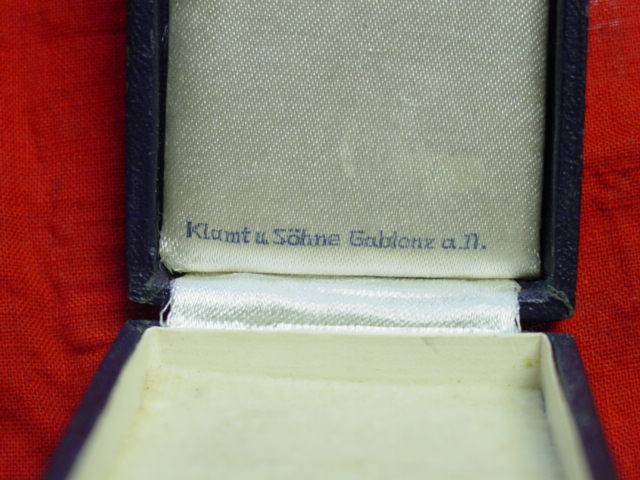 Klamt u. Söhne Gablonz a.N.